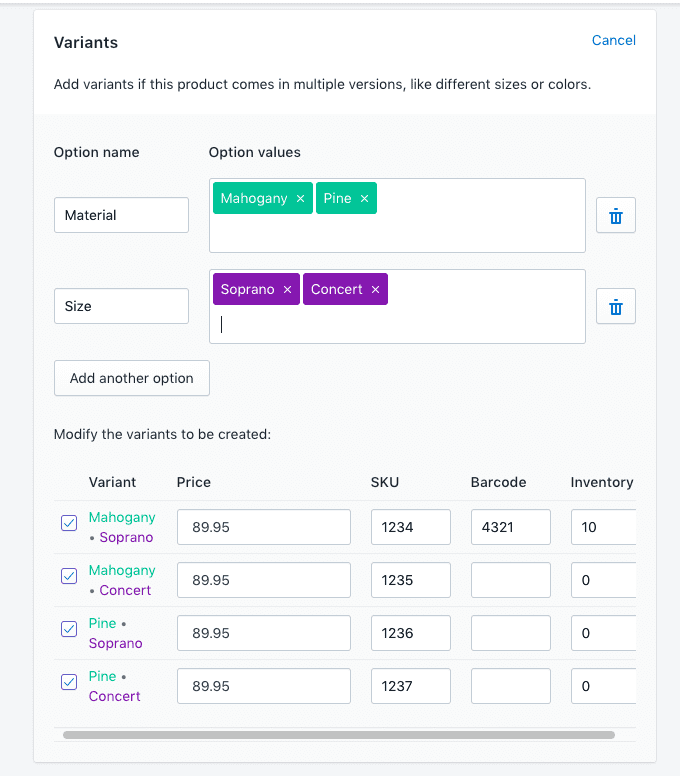 Variants Cancel
Add variants if this product comes in multiple versions, like different sizes or colors.
Option name Option values
Material Mahogany × Pine ×
Size Soprano × Concert ×
Add another option
Modify the variants to be created:
Variant Price SKU Barcode Inventory
Mahogany
• Soprano 89.95 1234 4321 10
Mahogany
• Concert 89.95 1235 0
Pine •
Soprano 89.95 1236 0
Pine •
Concert 89.95 1237 0